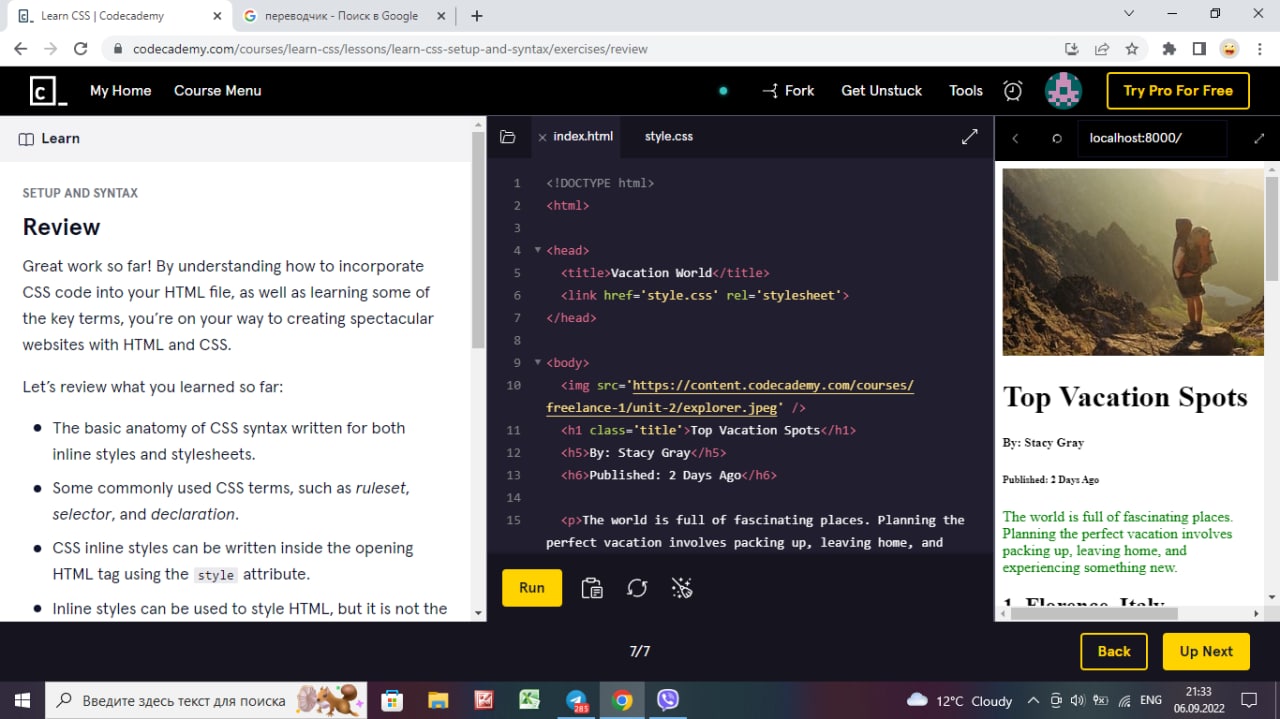 Learn CSS | Codecademy
переводчик - Поиск в Google
codecademy.com/courses/learn-css/lessons/learn-css-setup-and-syntax/exercises/review
c_
My Home
Course Menu
Fork
Get Unstuck
Tools
Try Pro For Free
Learn
SETUP AND SYNTAX
Review
Great work so far! By understanding how to incorporate
CSS code into your HTML file, as well as learning some of
the key terms, you’re on your way to creating spectacular
websites with HTML and CSS.
Let’s review what you learned so far:
The basic anatomy of CSS syntax written for both
inline styles and stylesheets.
Some commonly used CSS terms, such as ruleset,
selector, and declaration.
CSS inline styles can be written inside the opening
HTML tag using the style attribute.
Inline styles can be used to style HTML, but it is not the
index.html
style.css
1 <!DOCTYPE html>
2 <html>
3
4 <head>
5 <title>Vacation World</title>
6 <link href='style.css' rel='stylesheet'>
7 </head>
8
9 <body>
10 <img src='https://content.codecademy.com/courses/
freelance-1/unit-2/explorer.jpeg' />
11 <h1 class='title'>Top Vacation Spots</h1>
12 <h5>By: Stacy Gray</h5>
13 <h6>Published: 2 Days Ago</h6>
14
15 <p>The world is full of fascinating places. Planning the
perfect vacation involves packing up, leaving home, and
Run
localhost:8000/
Top Vacation Spots
By: Stacy Gray
Published: 2 Days Ago
The world is full of fascinating places.
Planning the perfect vacation involves
packing up, leaving home, and
experiencing something new.
1. Florence, Italy
7/7
Back
Up Next
Введите здесь текст для поиска
283
12°C Cloudy
ENG
21:33
06.09.2022